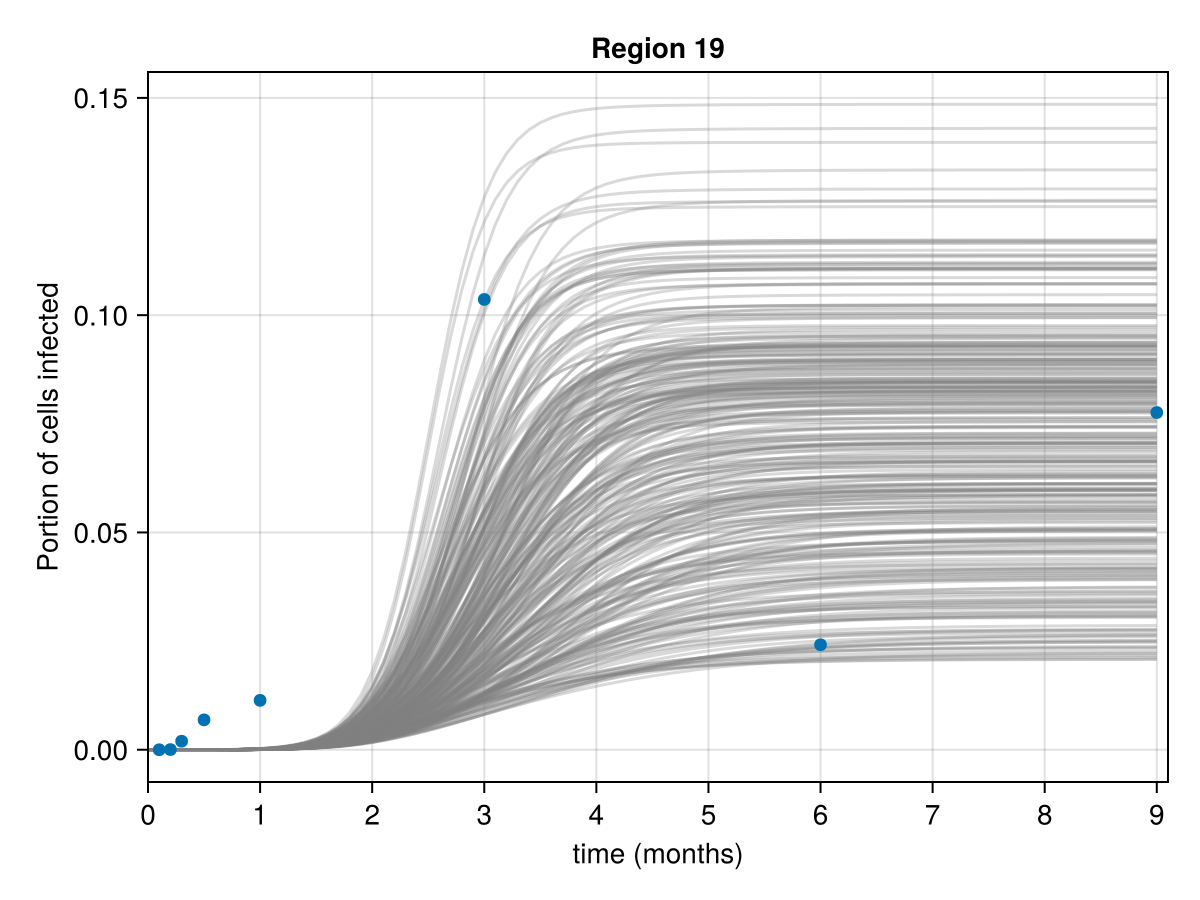 Region 19
Portion of cells infected
0.15
0.10
0.05
0.00
0 1 2 3 4 5 6 7 8 9
time (months)